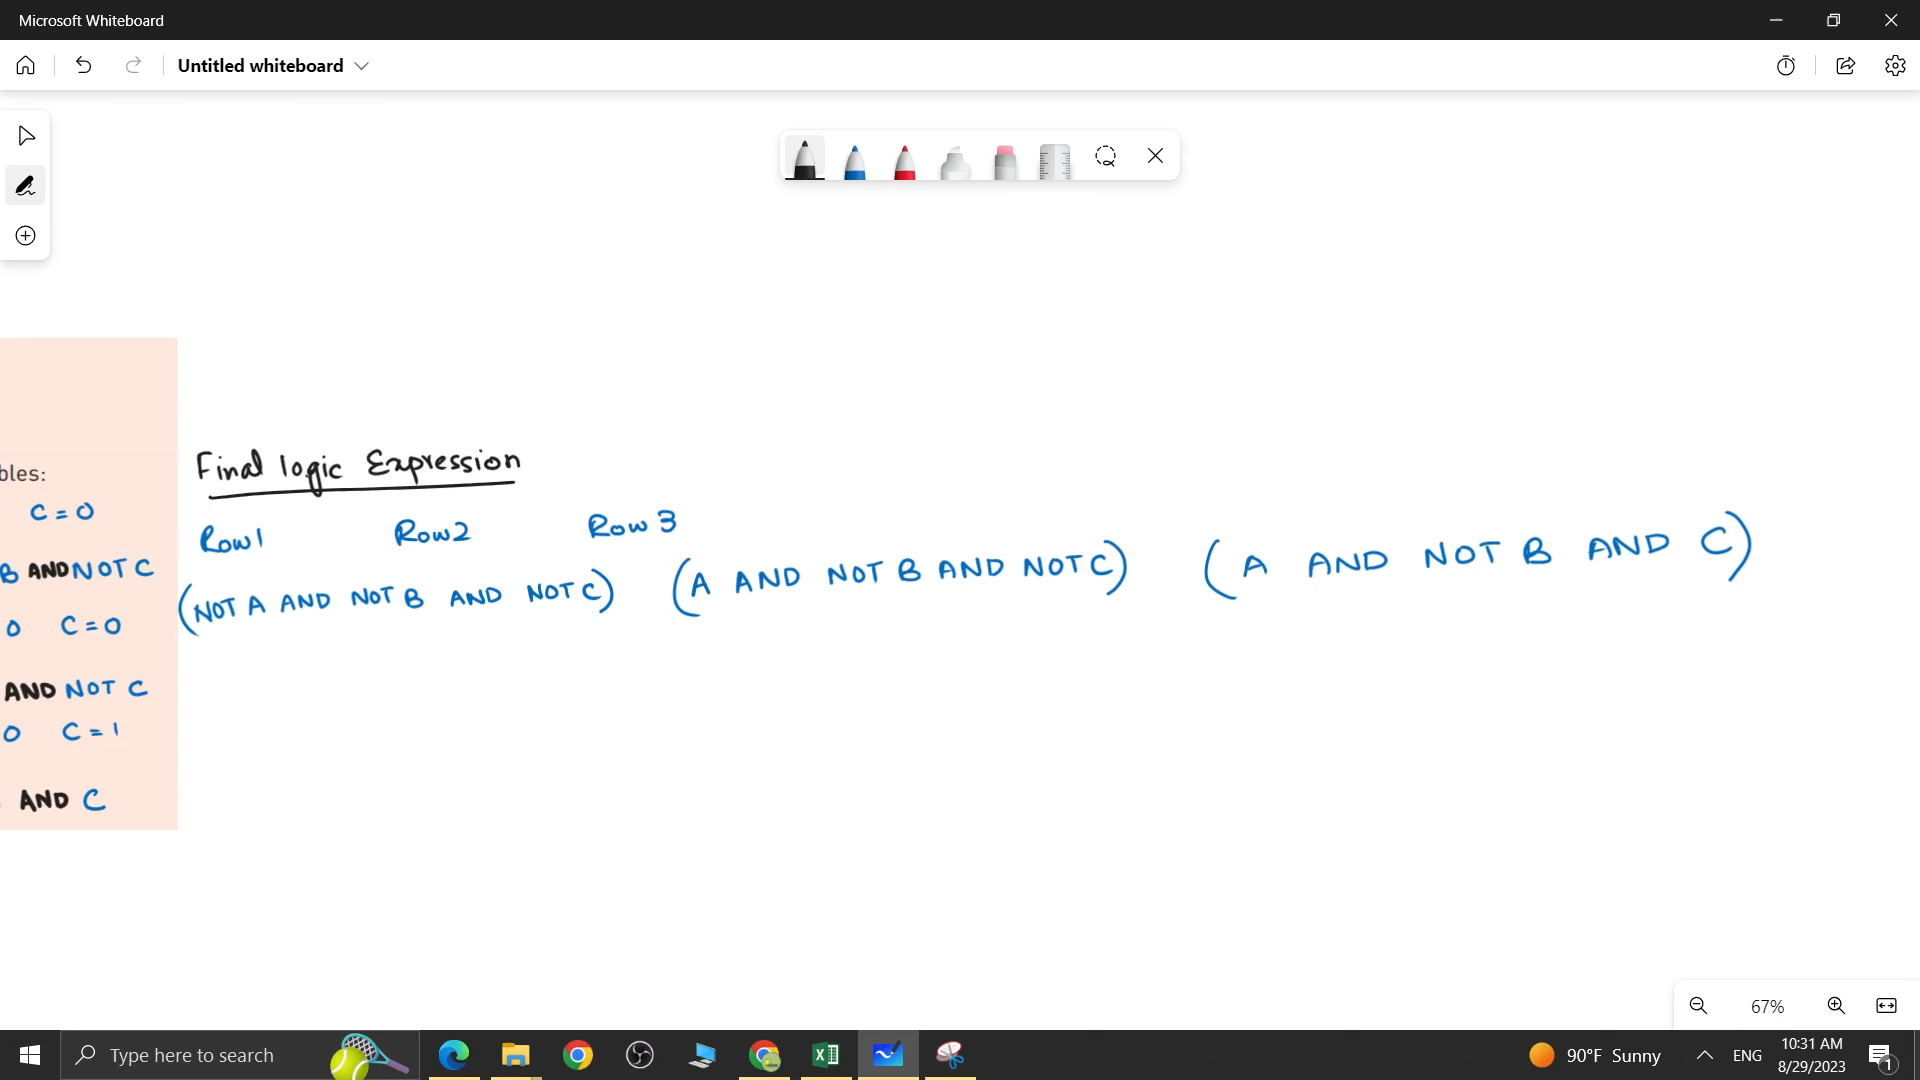 Microsoft Whiteboard
Untitled whiteboard
bles:
C = 0
B AND NOT C
0 C = 0
AND NOT C
0 C = 1
AND C
Final logic Expression
Row1 Row2 Row 3
(NOT A AND NOT B AND NOT C) (A AND NOT B AND NOT C) (A AND NOT B AND C)
67%
Type here to search
90°F Sunny
ENG
10:31 AM
8/29/2023
1